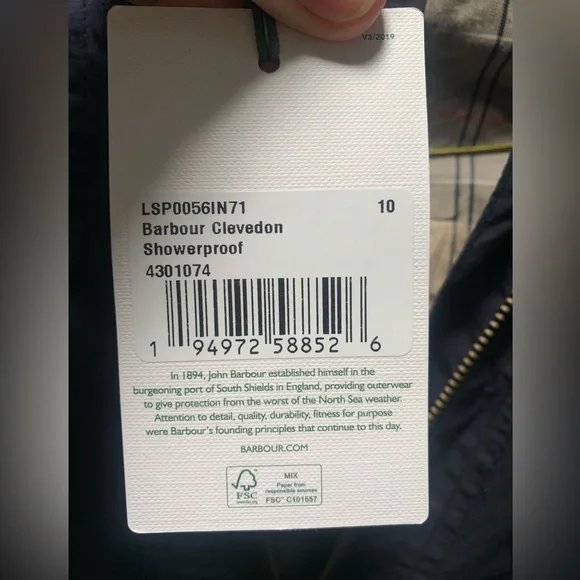 V3/2019
LSP0056IN71 10
Barbour Clevedon
Showerproof
4301074
1 94972 58852 6
In 1894, John Barbour established himself in the
burgeoning port of South Shields in England, providing outerwear
to give protection from the worst of the North Sea weather.
Attention to detail, quality, durability, fitness for purpose
were Barbour's founding principles that continue to this day.
BARBOUR.COM
FSC
www.fsc.org
MIX
Paper from
responsible sources
FSC® C101557